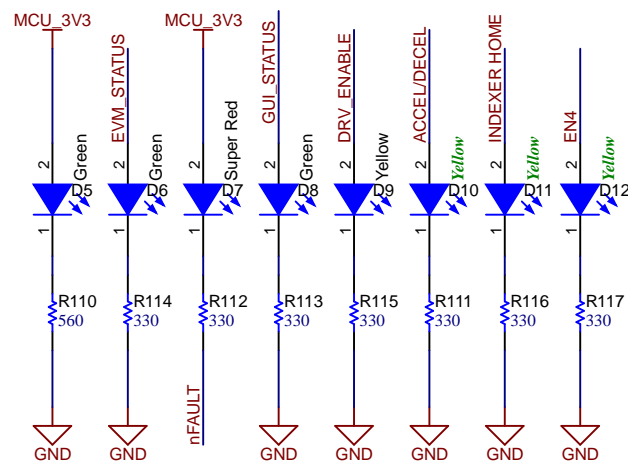 MCU_3V3
EVM_STATUS
MCU_3V3
GUI_STATUS
DRV_ENABLE
ACCEL/DECEL
INDEXER HOME
EN4
2 Green
2 Green
2 Super Red
2 Green
2 Yellow
2 Yellow
2 Yellow
2 Yellow
D5 D6 D7 D8 D9 D10 D11 D12
1 1 1 1 1 1 1 1
R110 R114 R112 R113 R115 R111 R116 R117
560 330 330 330 330 330 330 330
nFAULT
GND GND GND GND GND GND GND